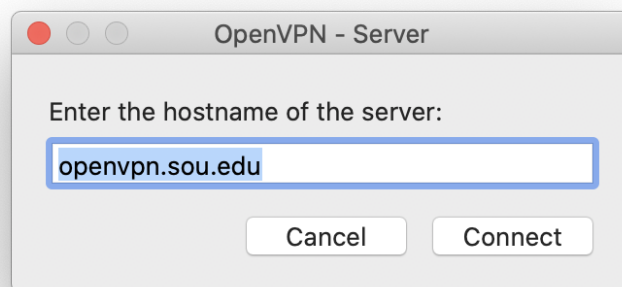 OpenVPN - Server
Enter the hostname of the server:
openvpn.sou.edu
Cancel Connect